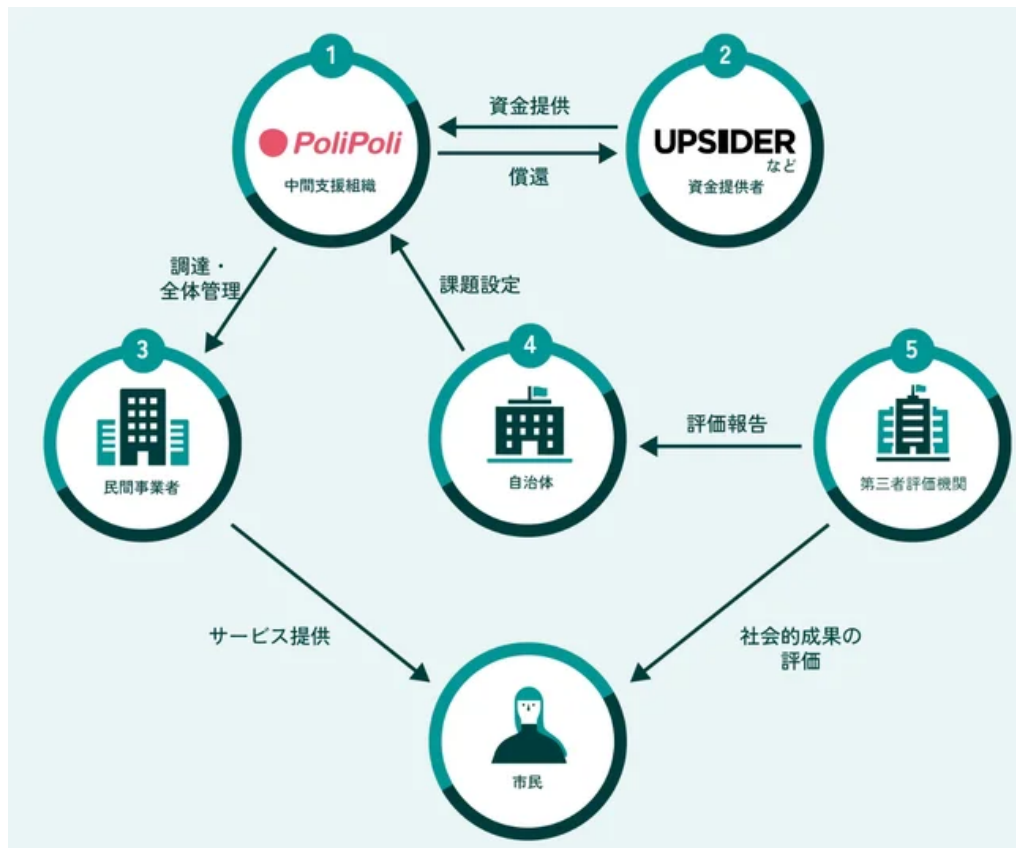 1
PoliPoli
中間支援組織
資金提供
償還
2
UPSIDER
など
資金提供者
調達・
全体管理
課題設定
3
民間事業者
4
自治体
評価報告
5
第三者評価機関
サービス提供
社会的成果の
評価
市民